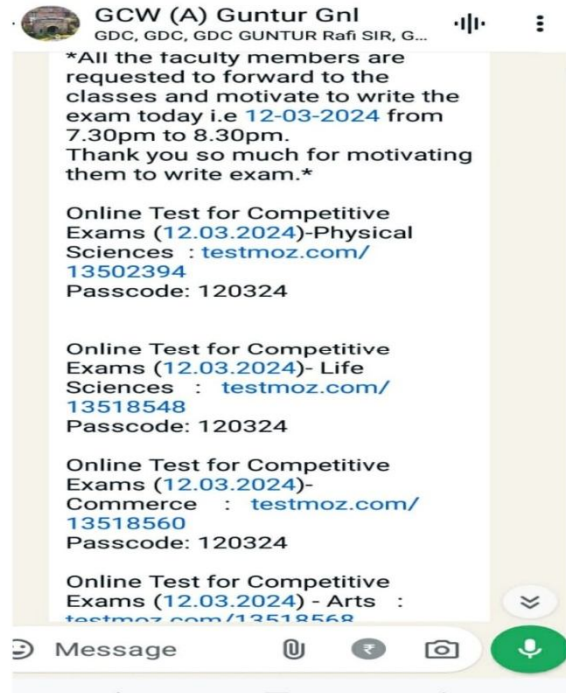 GCW (A) Guntur Gnl
GDC, GDC, GDC GUNTUR Rafi SIR, G...
*All the faculty members are
requested to forward to the
classes and motivate to write the
exam today i.e 12-03-2024 from
7.30pm to 8.30pm.
Thank you so much for motivating
them to write exam.*
Online Test for Competitive
Exams (12.03.2024)-Physical
Sciences : testmoz.com/
13502394
Passcode: 120324
Online Test for Competitive
Exams (12.03.2024)- Life
Sciences : testmoz.com/
13518548
Passcode: 120324
Online Test for Competitive
Exams (12.03.2024)-
Commerce : testmoz.com/
13518560
Passcode: 120324
Online Test for Competitive
Exams (12.03.2024) - Arts :
testmoz.com/13518568
Message
₹